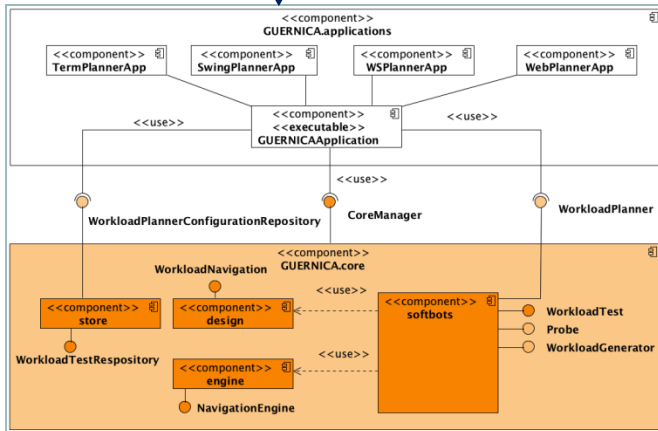 <<component>>
GUERNICA.applications
<<component>>
TermPlannerApp
<<component>>
SwingPlannerApp
<<component>>
WSPlannerApp
<<component>>
WebPlannerApp
<<component>>
<<executable>>
GUERNICAApplication
<<use>>
<<use>>
<<use>>
WorkloadPlannerConfigurationRepository
CoreManager
WorkloadPlanner
<<component>>
GUERNICA.core
WorkloadNavigation
<<component>>
store
<<component>>
design
<<use>>
<<component>>
softbots
WorkloadTest
Probe
WorkloadGenerator
WorkloadTestRespository
<<component>>
engine
<<use>>
NavigationEngine